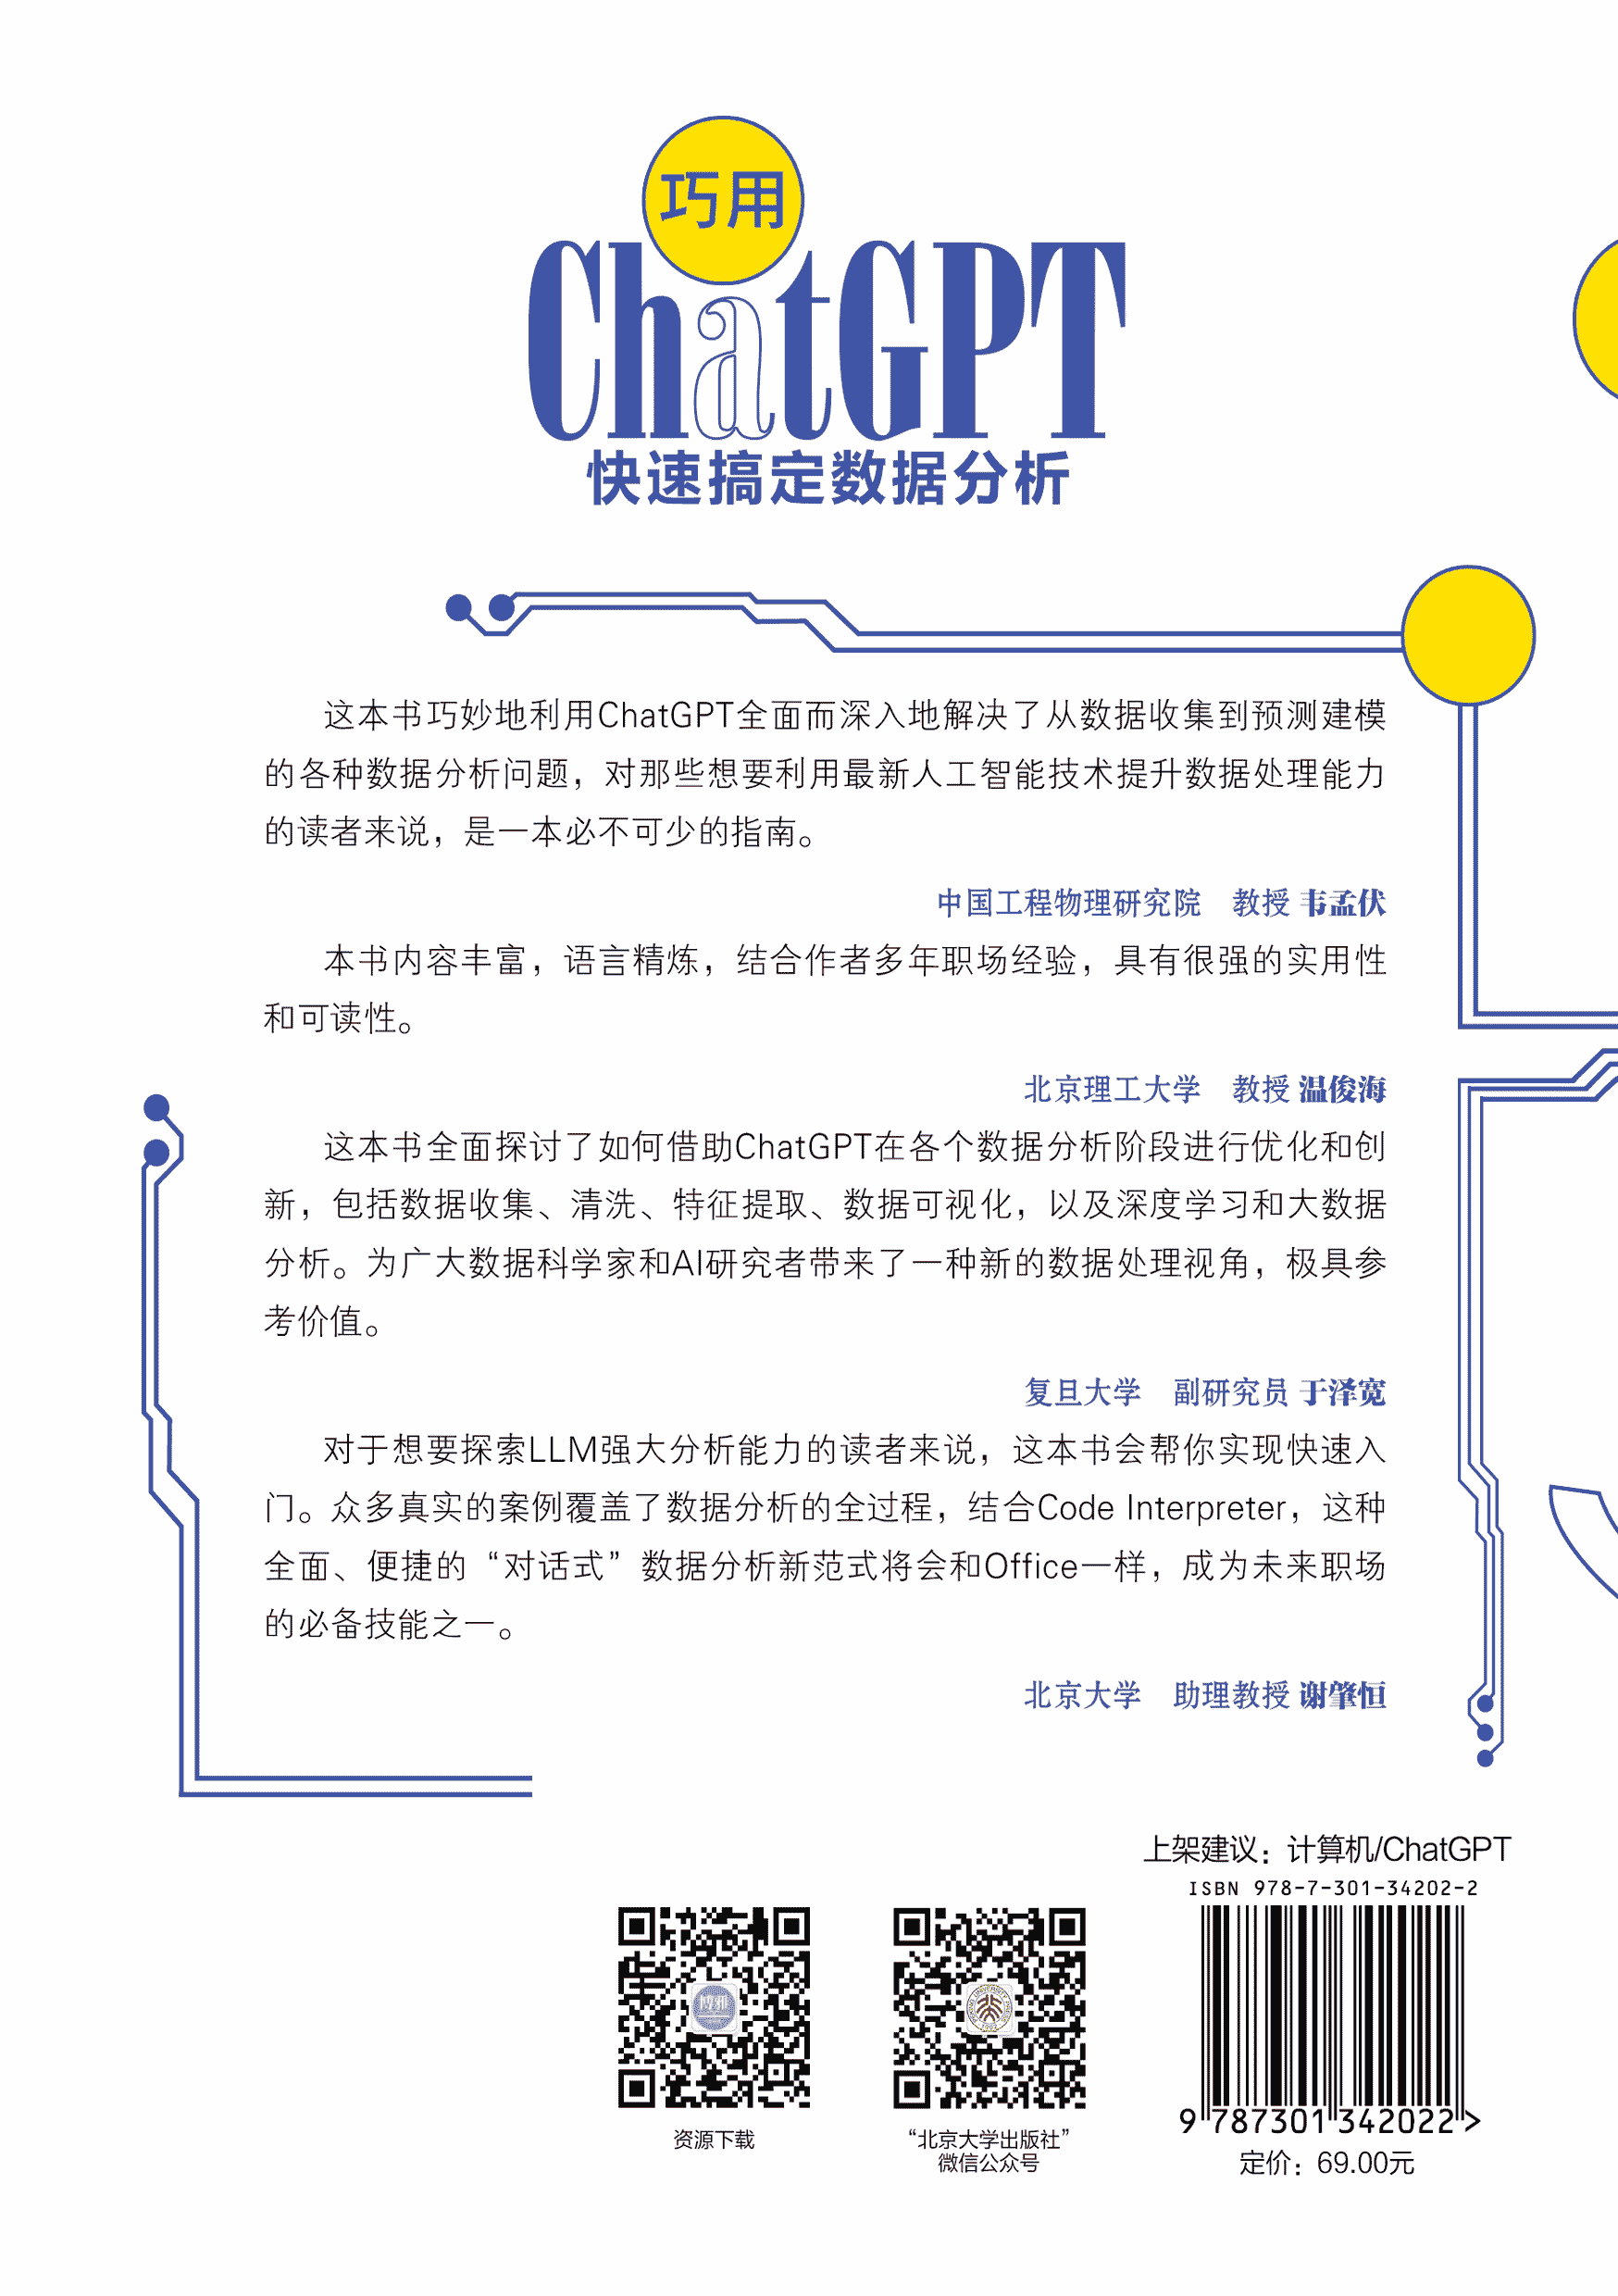 巧用
ChatGPT
快速搞定数据分析
这本书巧妙地利用ChatGPT全面而深入地解决了从数据收集到预测建模
的各种数据分析问题，对那些想要利用最新人工智能技术提升数据处理能力
的读者来说，是一本必不可少的指南。
中国工程物理研究院 教授 韦孟伏
本书内容丰富，语言精炼，结合作者多年职场经验，具有很强的实用性
和可读性。
北京理工大学 教授 温俊海
这本书全面探讨了如何借助ChatGPT在各个数据分析阶段进行优化和创
新，包括数据收集、清洗、特征提取、数据可视化，以及深度学习和大数据
分析。为广大数据科学家和AI研究者带来了一种新的数据处理视角，极具参
考价值。
复旦大学 副研究员 于泽宽
对于想要探索LLM强大分析能力的读者来说，这本书会帮你实现快速入
门。众多真实的案例覆盖了数据分析的全过程，结合Code Interpreter，这种
全面、便捷的“对话式”数据分析新范式将会和Office一样，成为未来职场
的必备技能之一。
北京大学 助理教授 谢肇恒
上架建议：计算机/ChatGPT
ISBN 978-7-301-34202-2
博雅
资源下载
“北京大学出版社”
微信公众号
9 787301 342022 >
定价：69.00元